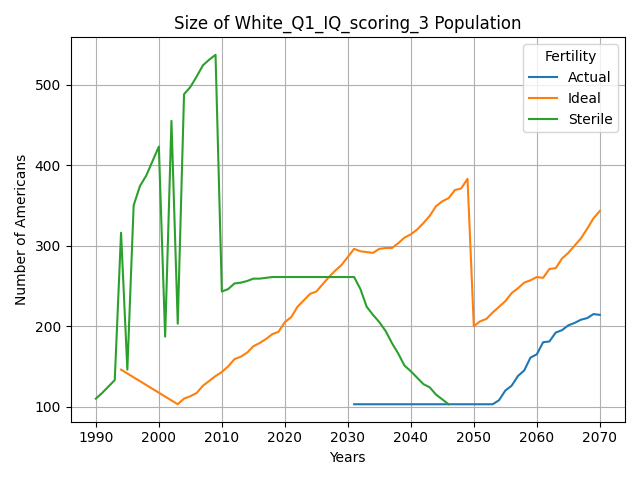 Size of White_Q1_IQ_scoring_3 Population
Number of Americans
500
400
300
200
100
Fertility
Actual
Ideal
Sterile
1990 2000 2010 2020 2030 2040 2050 2060 2070
Years